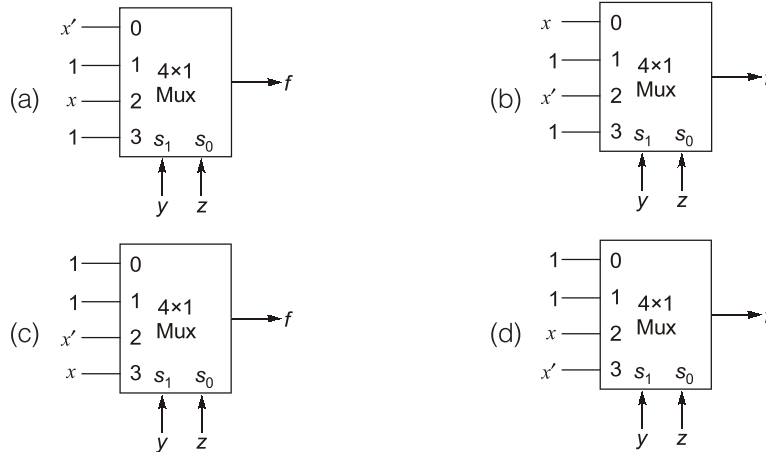 (a)
x′ 0
1 1
x 2
1 3
4×1
Mux
s₁ s₀
f
y z
(b)
x 0
1 1
x′ 2
1 3
4×1
Mux
s₁ s₀
y z
(c)
1 0
1 1
x′ 2
x 3
4×1
Mux
s₁ s₀
f
y z
(d)
1 0
1 1
x 2
x′ 3
4×1
Mux
s₁ s₀
y z